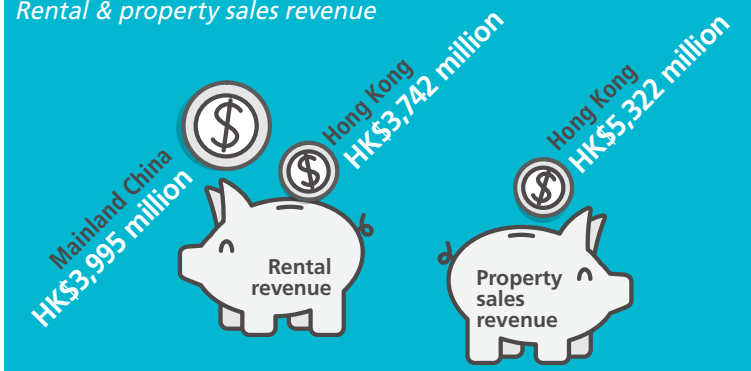 Rental & property sales revenue
Mainland China
HK$3,995 million
$
Hong Kong
HK$3,742 million
$
Rental
revenue
Hong Kong
HK$5,322 million
$
Property
sales
revenue